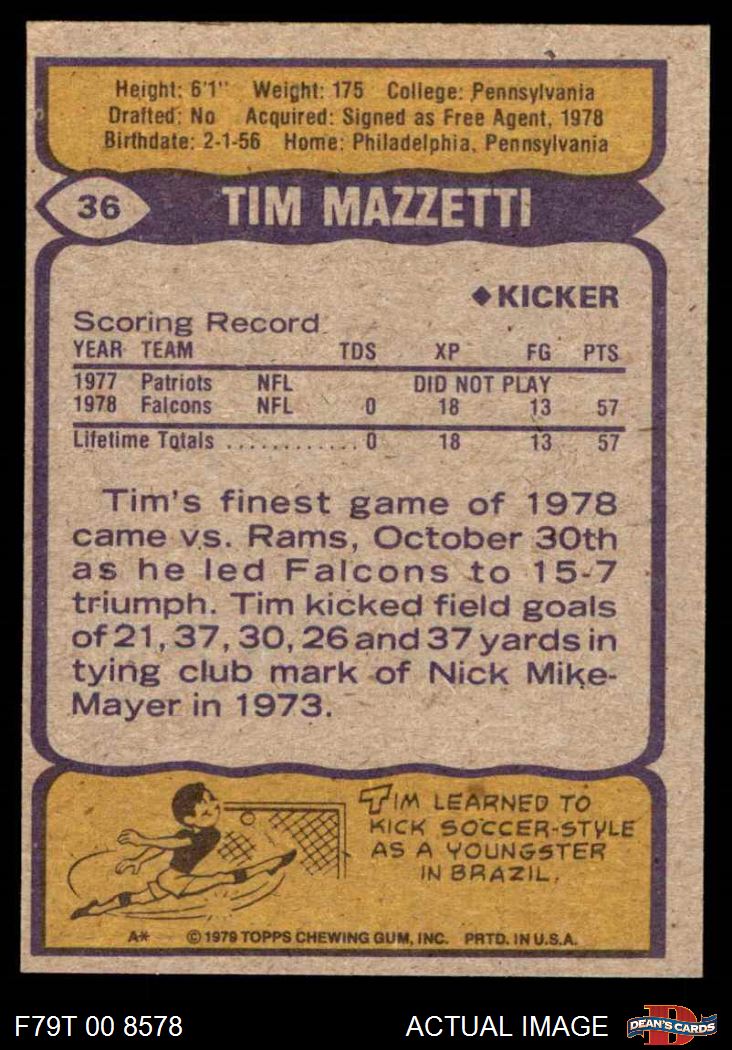 Height: 6'1" Weight: 175 College: Pennsylvania
Drafted: No Acquired: Signed as Free Agent, 1978
Birthdate: 2-1-56 Home: Philadelphia, Pennsylvania
36 TIM MAZZETTI
◆KICKER
Scoring Record
YEAR TEAM TDS XP FG PTS
1977 Patriots NFL DID NOT PLAY
1978 Falcons NFL 0 18 13 57
Lifetime Totals ............ 0 18 13 57
Tim's finest game of 1978
came vs. Rams, October 30th
as he led Falcons to 15-7
triumph. Tim kicked field goals
of 21, 37, 30, 26 and 37 yards in
tying club mark of Nick Mike-
Mayer in 1973.
TIM LEARNED TO
KICK SOCCER-STYLE
AS A YOUNGSTER
IN BRAZIL.
A* © 1979 TOPPS CHEWING GUM, INC. PRTD. IN U.S.A.
F79T 00 8578 ACTUAL IMAGE D DEAN'S CARDS